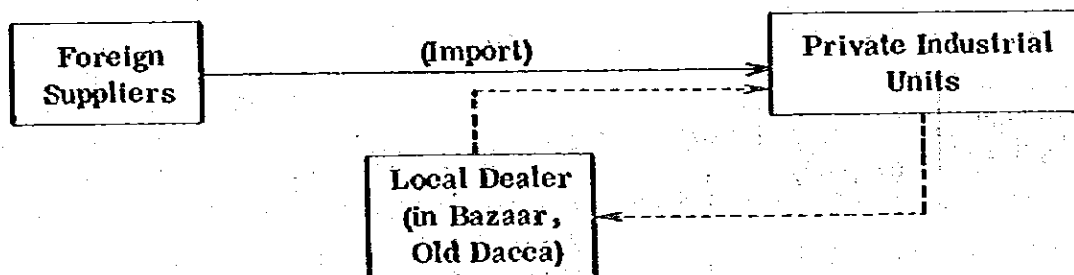 Foreign
Suppliers
(Import)
Private Industrial
Units
Local Dealer
(in Bazaar,
Old Dacca)